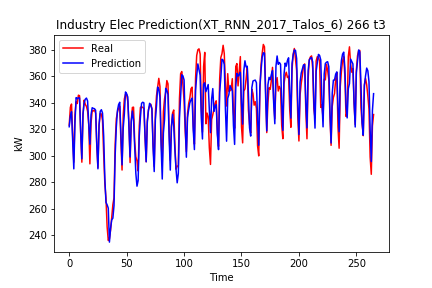 Industry Elec Prediction(XT_RNN_2017_Talos_6) 266 t3
Real
Prediction
kW
380
360
340
320
300
280
260
240
0 50 100 150 200 250
Time